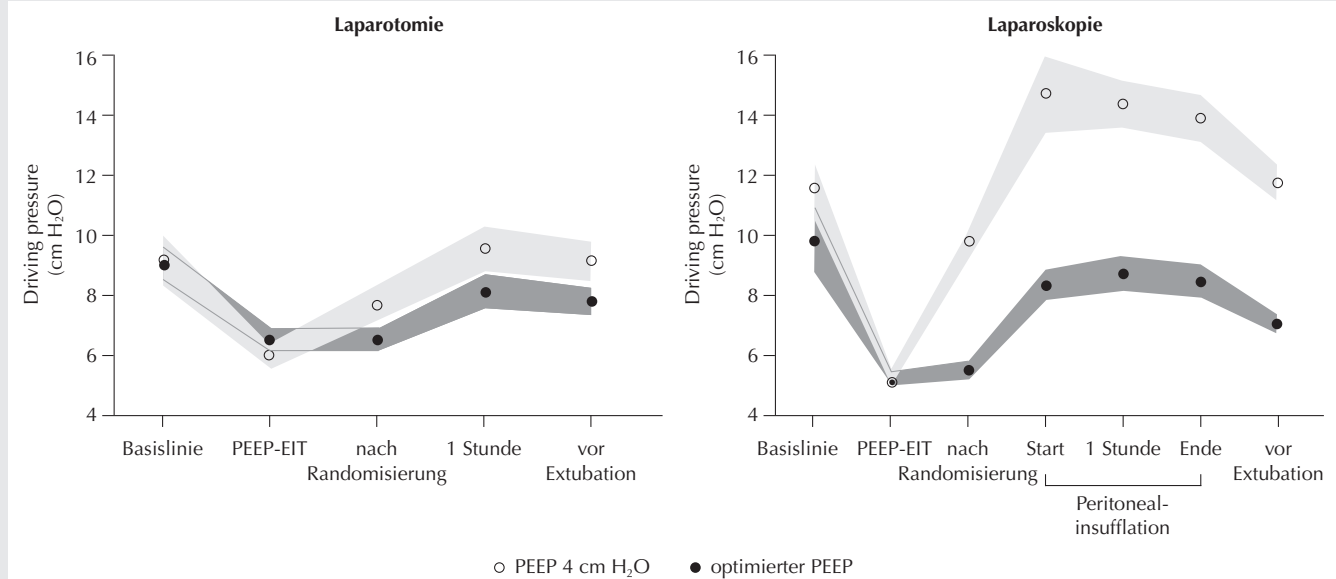 Laparotomie
Driving pressure
(cm H₂O)
16
14
12
10
8
6
4
Basislinie
PEEP-EIT
nach
Randomisierung
1 Stunde
vor
Extubation
Laparoskopie
Driving pressure
(cm H₂O)
16
14
12
10
8
6
4
Basislinie
PEEP-EIT
nach
Randomisierung
Start
1 Stunde
Ende
vor
Extubation
Peritoneal-
insufflation
PEEP 4 cm H₂O
optimierter PEEP